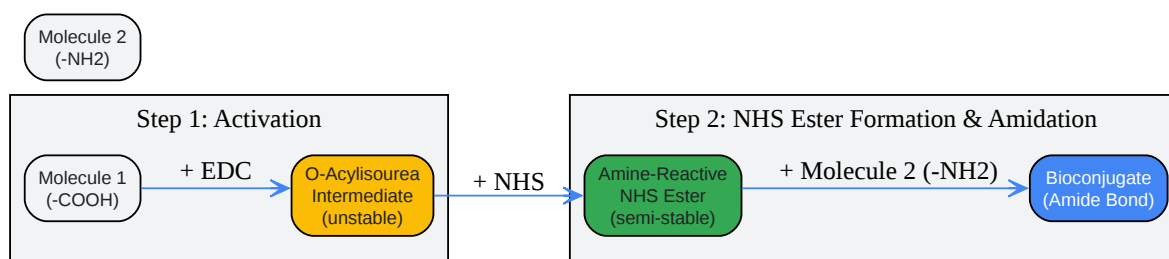 Molecule 2
(-NH2)
Step 1: Activation
Step 2: NHS Ester Formation & Amidation
Molecule 1
(-COOH)
+ EDC
O-Acylisourea
Intermediate
(unstable)
+ NHS
Amine-Reactive
NHS Ester
(semi-stable)
+ Molecule 2 (-NH2)
Bioconjugate
(Amide Bond)